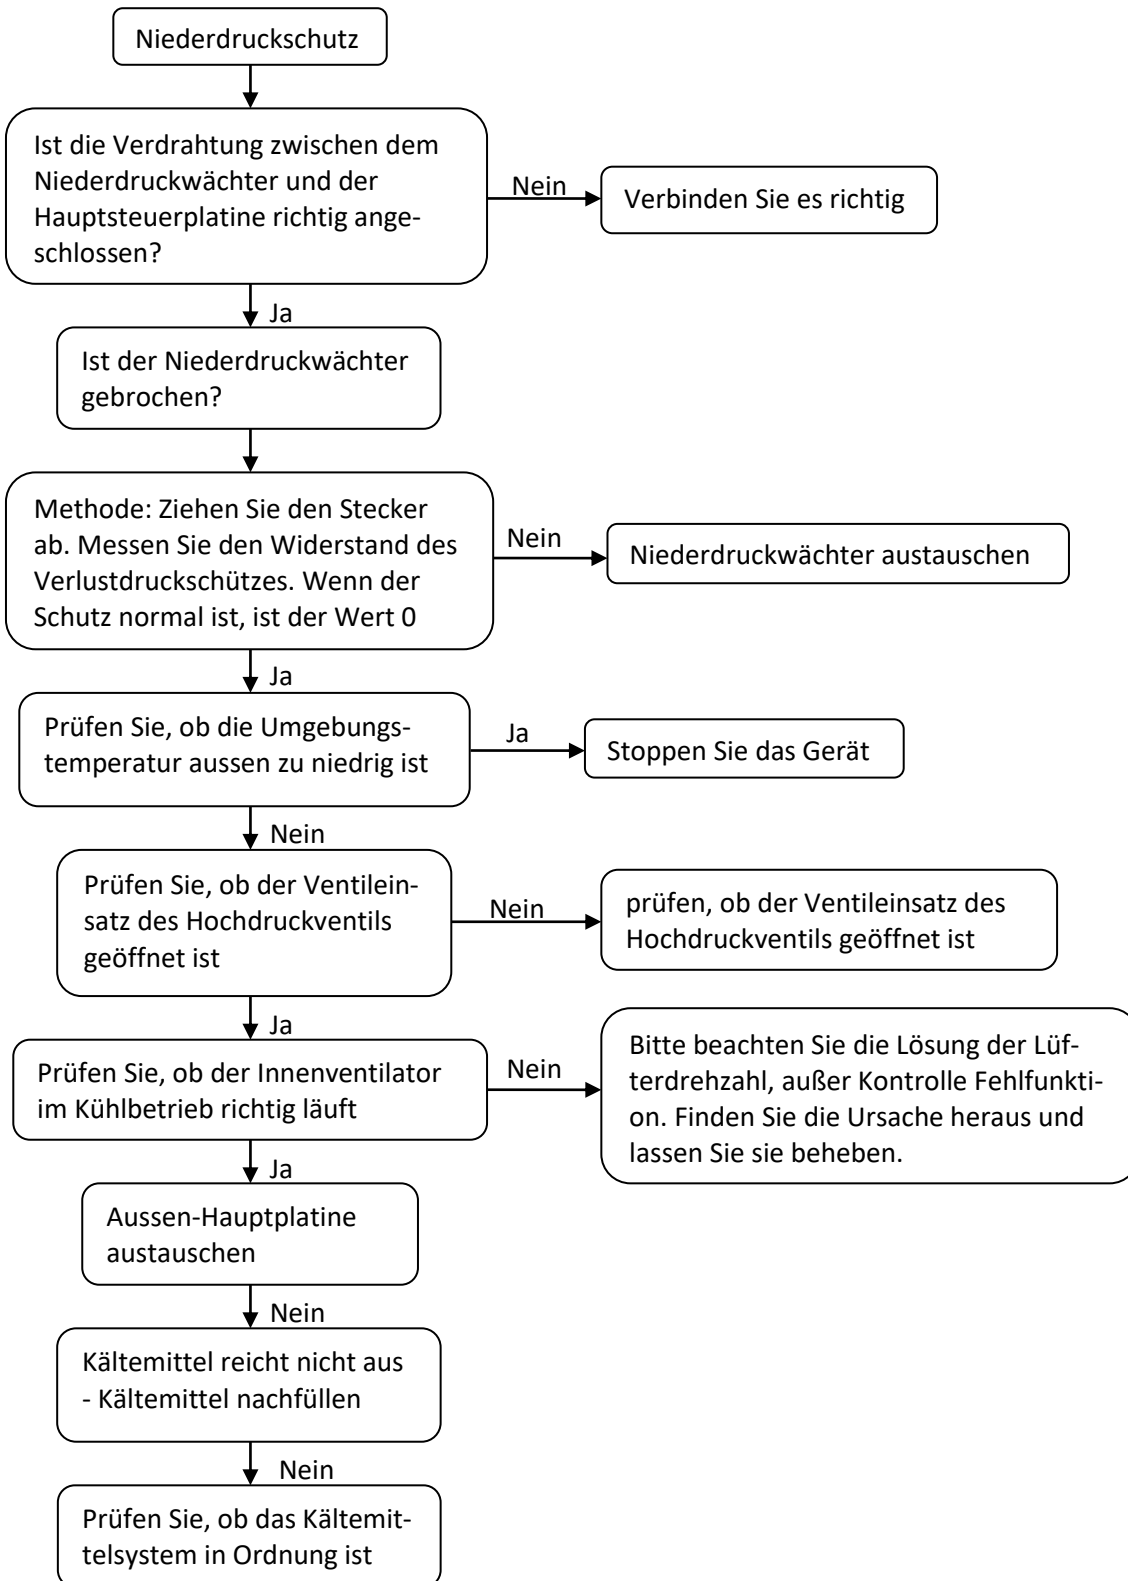 Niederdruckschutz
Ist die Verdrahtung zwischen dem
Niederdruckwächter und der
Hauptsteuerplatine richtig ange-
schlossen?
Nein
Verbinden Sie es richtig
Ja
Ist der Niederdruckwächter
gebrochen?
Methode: Ziehen Sie den Stecker
ab. Messen Sie den Widerstand des
Verlustdruckschützes. Wenn der
Schutz normal ist, ist der Wert 0
Nein
Niederdruckwächter austauschen
Ja
Prüfen Sie, ob die Umgebungs-
temperatur aussen zu niedrig ist
Ja
Stoppen Sie das Gerät
Nein
Prüfen Sie, ob der Ventilein-
satz des Hochdruckventils
geöffnet ist
Nein
prüfen, ob der Ventileinsatz des
Hochdruckventils geöffnet ist
Ja
Prüfen Sie, ob der Innenventilator
im Kühlbetrieb richtig läuft
Nein
Bitte beachten Sie die Lösung der Lüf-
terdrehzahl, außer Kontrolle Fehlfunkti-
on. Finden Sie die Ursache heraus und
lassen Sie sie beheben.
Ja
Aussen-Hauptplatine
austauschen
Nein
Kältemittel reicht nicht aus
- Kältemittel nachfüllen
Nein
Prüfen Sie, ob das Kältemit-
telsystem in Ordnung ist